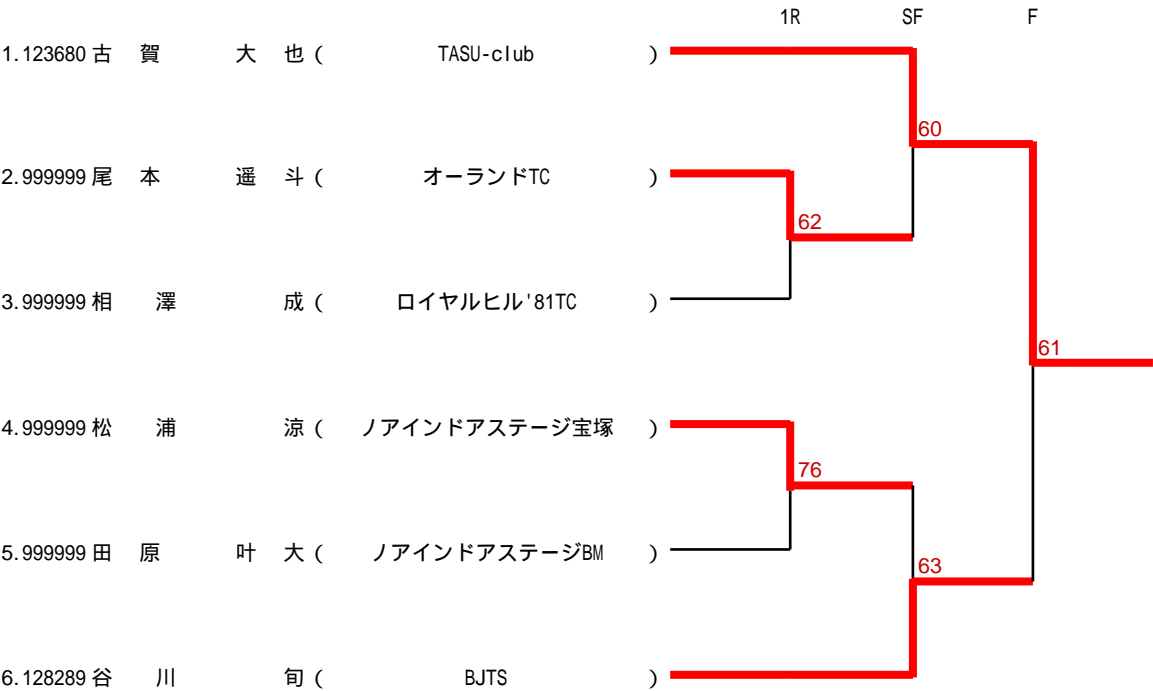 1R SF F
1.123680 古 賀 大 也 ( TASU-club )
60
2.999999 尾 本 遥 斗 ( オーランドTC )
62
3.999999 相 澤 成 ( ロイヤルヒル'81TC )
61
4.999999 松 浦 涼 ( ノアインドアステージ宝塚 )
76
5.999999 田 原 叶 大 ( ノアインドアステージBM )
63
6.128289 谷 川 旬 ( BJTS )